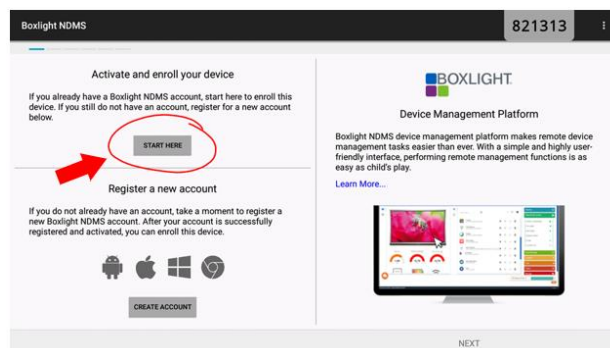 Boxlight NDMS
821313
Activate and enroll your device
If you already have a Boxlight NDMS account, start here to enroll this
device. If you still do not have an account, register for a new account
below.
START HERE
Register a new account
If you do not already have an account, take a moment to register a
new Boxlight NDMS account. After your account is successfully
registered and activated, you can enroll this device.
CREATE ACCOUNT
BOXLIGHT
Device Management Platform
Boxlight NDMS device management platform makes remote device
management tasks easier than ever. With a simple and highly user-
friendly interface, performing remote management functions is as
easy as child's play.
Learn More...
NEXT